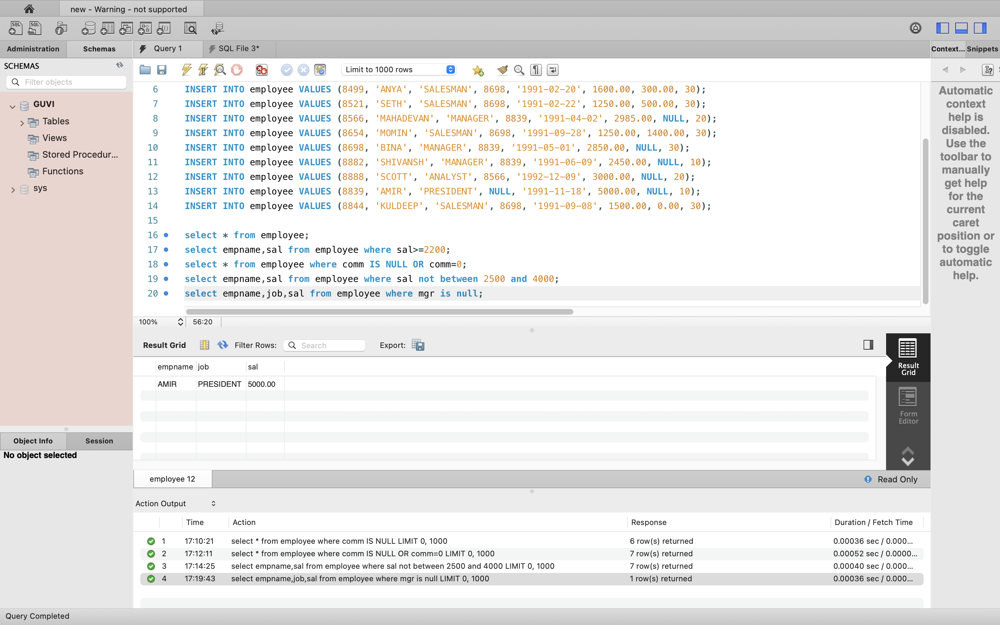 new - Warning - not supported
Administration Schemas Query 1 SQL File 3* Context... Snippets
SCHEMAS
Filter objects
GUVI
Tables
Views
Stored Procedur...
Functions
sys
Object Info Session
No object selected
Limit to 1000 rows
6 INSERT INTO employee VALUES (8499, 'ANYA', 'SALESMAN', 8698, '1991-02-20', 1600.00, 300.00, 30);
7 INSERT INTO employee VALUES (8521, 'SETH', 'SALESMAN', 8698, '1991-02-22', 1250.00, 500.00, 30);
8 INSERT INTO employee VALUES (8566, 'MAHADEVAN', 'MANAGER', 8839, '1991-04-02', 2985.00, NULL, 20);
9 INSERT INTO employee VALUES (8654, 'MOMIN', 'SALESMAN', 8698, '1991-09-28', 1250.00, 1400.00, 30);
10 INSERT INTO employee VALUES (8698, 'BINA', 'MANAGER', 8839, '1991-05-01', 2850.00, NULL, 30);
11 INSERT INTO employee VALUES (8882, 'SHIVANSH', 'MANAGER', 8839, '1991-06-09', 2450.00, NULL, 10);
12 INSERT INTO employee VALUES (8888, 'SCOTT', 'ANALYST', 8566, '1992-12-09', 3000.00, NULL, 20);
13 INSERT INTO employee VALUES (8839, 'AMIR', 'PRESIDENT', NULL, '1991-11-18', 5000.00, NULL, 10);
14 INSERT INTO employee VALUES (8844, 'KULDEEP', 'SALESMAN', 8698, '1991-09-08', 1500.00, 0.00, 30);
15
16 select * from employee;
17 select empname,sal from employee where sal>=2200;
18 select * from employee where comm IS NULL OR comm=0;
19 select empname,sal from employee where sal not between 2500 and 4000;
20 select empname,job,sal from employee where mgr is null;
100% 56:20
Result Grid Filter Rows: Search Export:
empname job sal
AMIR PRESIDENT 5000.00
Result
Grid
Form
Editor
employee 12 Read Only
Action Output
Time Action Response Duration / Fetch Time
1 17:10:21 select * from employee where comm IS NULL LIMIT 0, 1000 6 row(s) returned 0.00036 sec / 0.000...
2 17:12:11 select * from employee where comm IS NULL OR comm=0 LIMIT 0, 1000 7 row(s) returned 0.00052 sec / 0.0000...
3 17:14:25 select empname,sal from employee where sal not between 2500 and 4000 LIMIT 0, 1000 7 row(s) returned 0.00040 sec / 0.000...
4 17:19:43 select empname,job,sal from employee where mgr is null LIMIT 0, 1000 1 row(s) returned 0.00036 sec / 0.000...
Automatic
context
help is
disabled.
Use the
toolbar to
manually
get help
for the
current
caret
position or
to toggle
automatic
help.
Query Completed